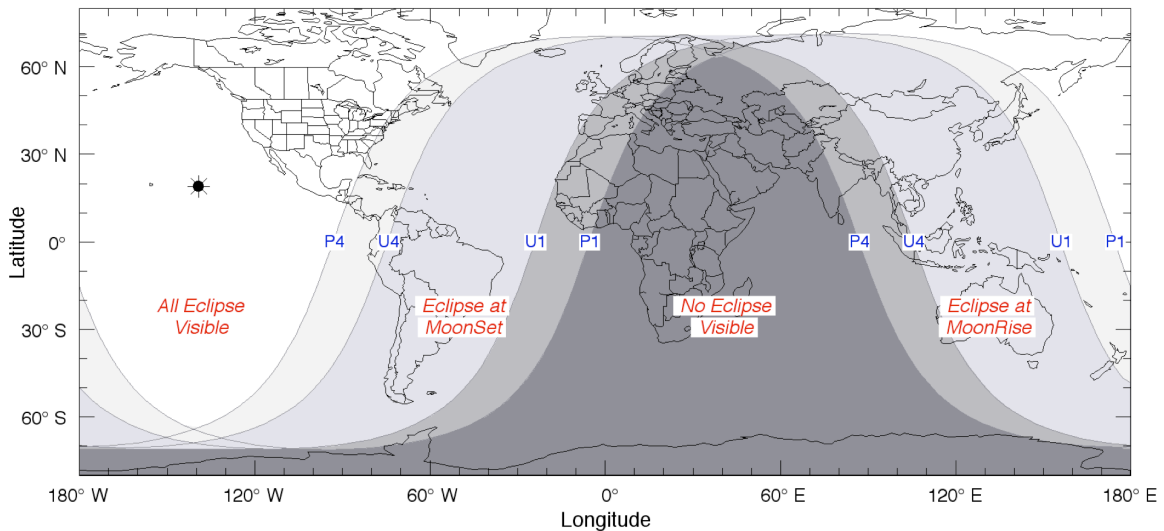 60° N
30° N
0°
30° S
60° S
Latitude
P4
U4
U1
P1
P4
U4
U1
P1
All Eclipse
Visible
Eclipse at
MoonSet
No Eclipse
Visible
Eclipse at
MoonRise
180° W
120° W
60° W
0°
60° E
120° E
180° E
Longitude